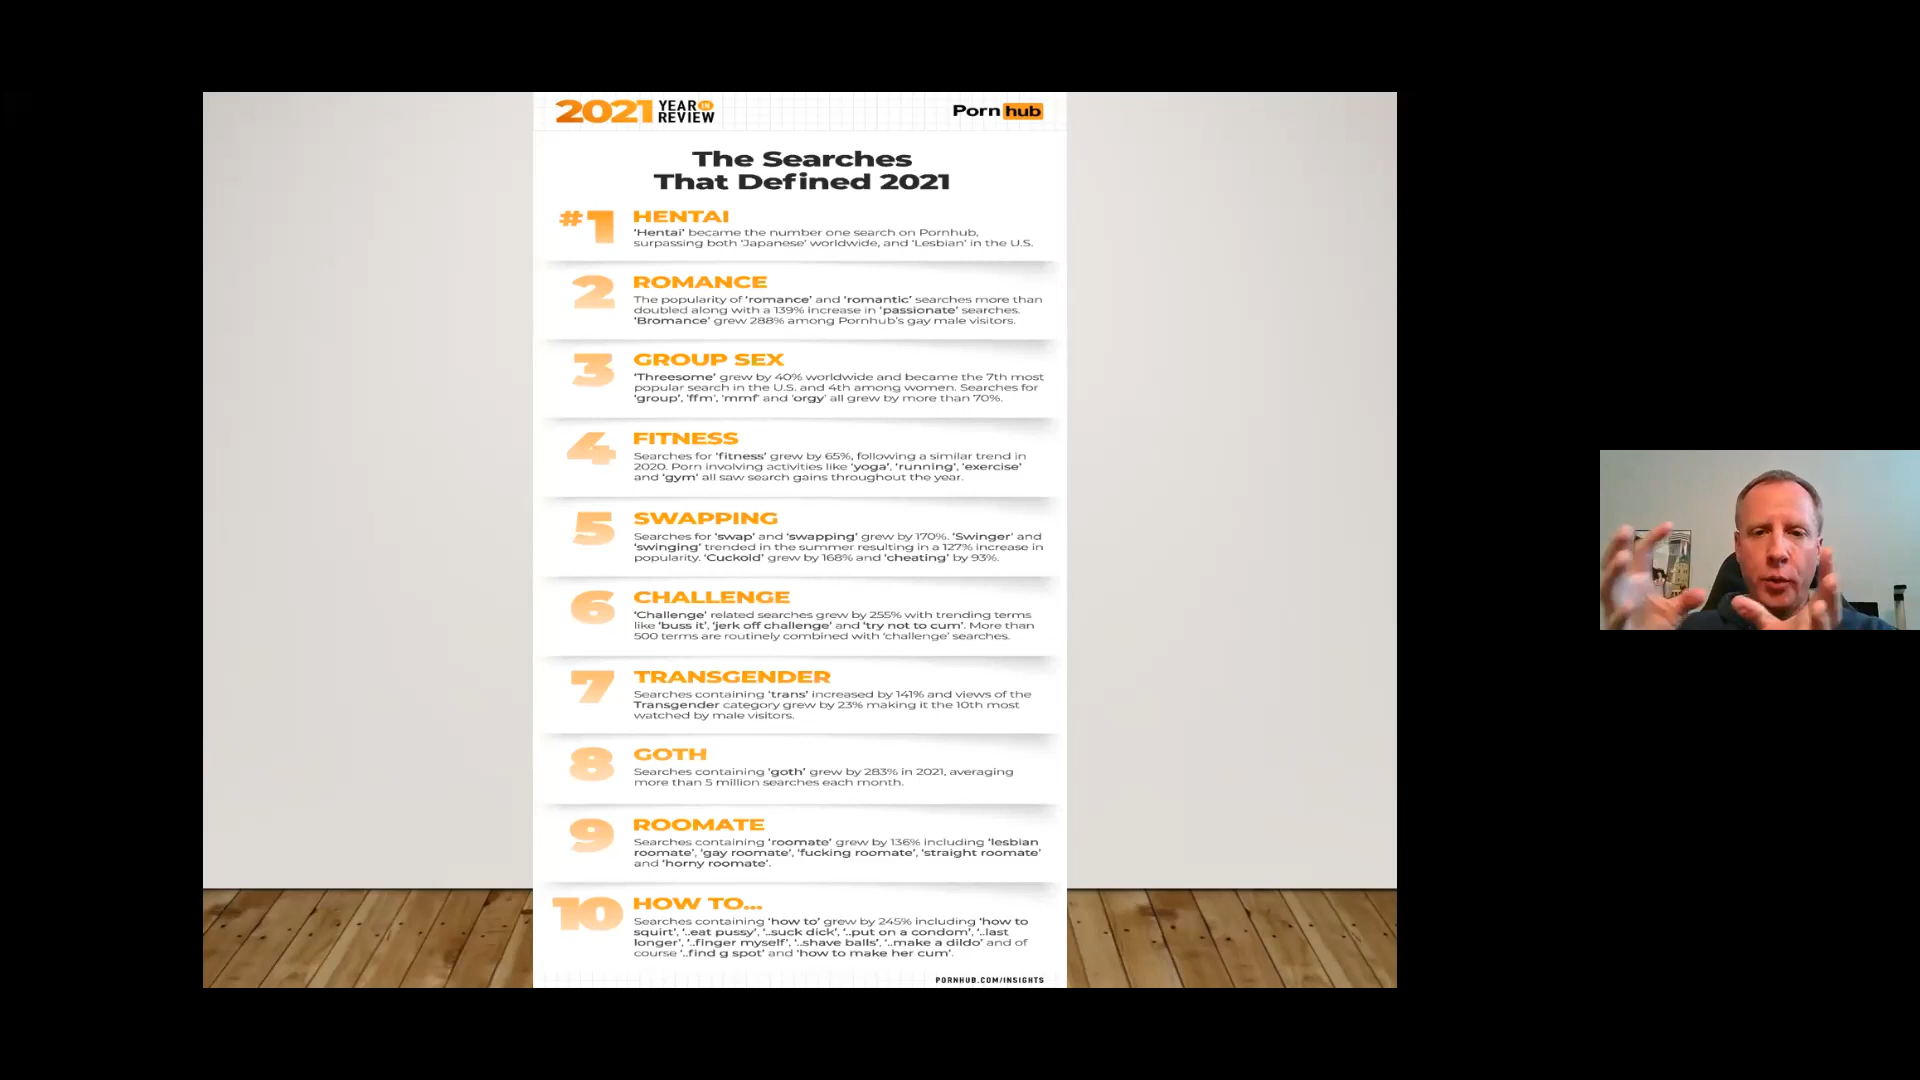 2021 YEAR IN REVIEW
Pornhub
The Searches
That Defined 2021
#1 HENTAI
'Hentai' became the number one search on Pornhub,
surpassing both 'Japanese' worldwide, and 'Lesbian' in the U.S.
2 ROMANCE
The popularity of 'romance' and 'romantic' searches more than
doubled along with a 139% increase in 'passionate' searches.
'Bromance' grew 288% among Pornhub's gay male visitors.
3 GROUP SEX
'Threesome' grew by 40% worldwide and became the 7th most
popular search in the U.S. and 4th among women. Searches for
'group', 'ffm', 'mmf' and 'orgy' all grew by more than 70%.
4 FITNESS
Searches for 'fitness' grew by 65%, following a similar trend in
2020. Porn involving activities like 'yoga', 'running', 'exercise'
and 'gym' all saw search gains throughout the year.
5 SWAPPING
Searches for 'swap' and 'swapping' grew by 170%. 'Swinger' and
'swinging' trended in the summer resulting in a 127% increase in
popularity. 'Cuckold' grew by 168% and 'cheating' by 93%.
6 CHALLENGE
'Challenge' related searches grew by 255% with trending terms
like 'buss it', 'jerk off challenge' and 'try not to cum'. More than
500 terms are routinely combined with 'challenge' searches.
7 TRANSGENDER
Searches containing 'trans' increased by 141% and views of the
Transgender category grew by 23% making it the 10th most
watched by male visitors.
8 GOTH
Searches containing 'goth' grew by 283% in 2021, averaging
more than 5 million searches each month.
9 ROOMATE
Searches containing 'roomate' grew by 136% including 'lesbian
roomate', 'gay roomate', 'fucking roomate', 'straight roomate'
and 'horny roomate'.
10 HOW TO...
Searches containing 'how to' grew by 245% including 'how to
squirt', '..eat pussy', '..suck dick', '..put on a condom', '..last
longer', '..finger myself', '..shave balls', '..make a dildo' and of
course '..find g spot' and 'how to make her cum'.
PORNHUB.COM/INSIGHTS